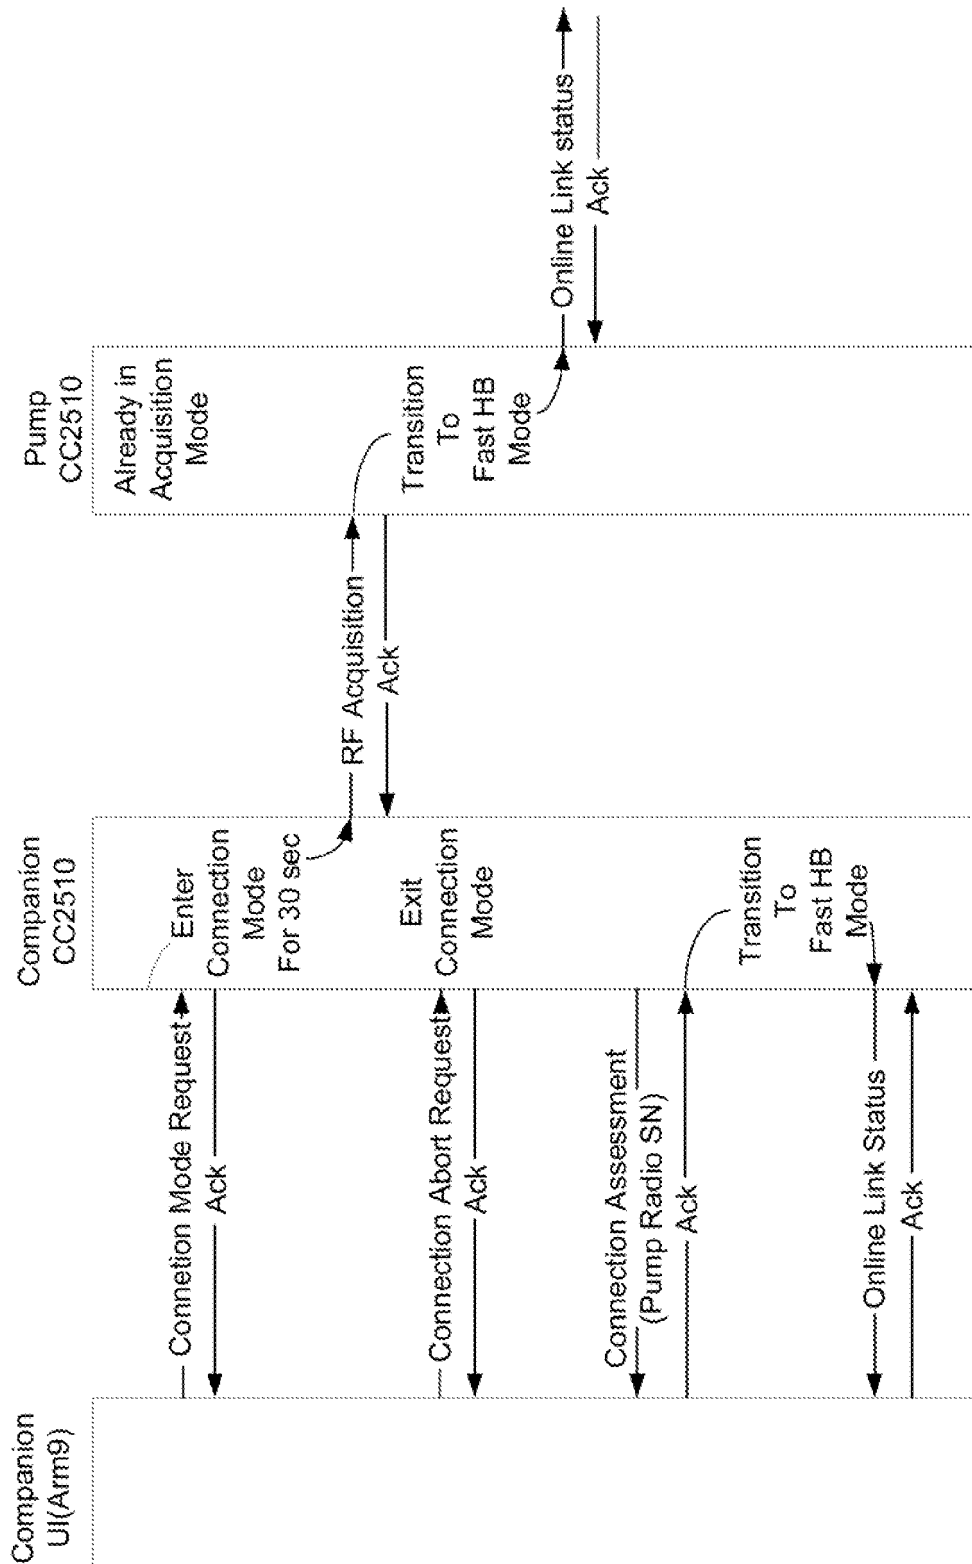 Companion
UI(Arm9)
Companion
CC2510
Pump
CC2510
Connetion Mode Request
Ack
Enter
Connection
Mode
For 30 sec
RF Acquisition
Ack
Already in
Acquisition
Mode
Transition
To
Fast HB
Mode
Online Link status
Ack
Connection Abort Request
Ack
Exit
Connection
Mode
Connection Assessment
(Pump Radio SN)
Ack
Transition
To
Fast HB
Mode
Online Link Status
Ack